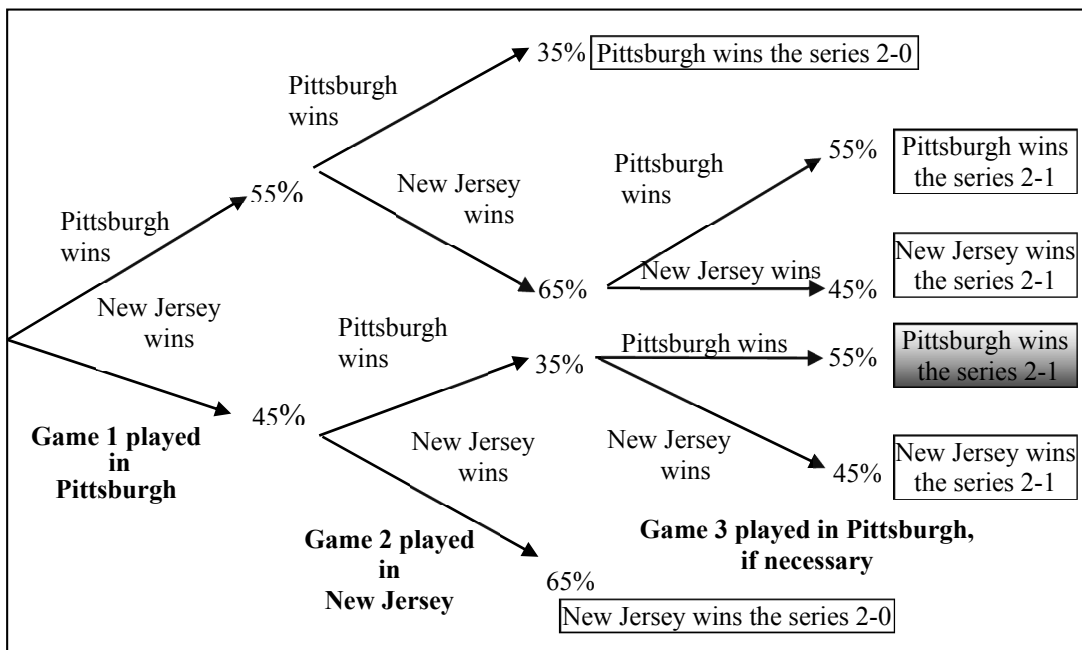 35%
Pittsburgh wins the series 2-0
Pittsburgh
wins
55%
Pittsburgh wins
the series 2-1
Pittsburgh
wins
New Jersey
wins
55%
Pittsburgh
wins
New Jersey wins
the series 2-1
New Jersey wins
65%
45%
New Jersey
wins
Pittsburgh
wins
Pittsburgh wins
35%
55%
Pittsburgh wins
the series 2-1
45%
Game 1 played
in
Pittsburgh
New Jersey
wins
New Jersey
wins
45%
New Jersey wins
the series 2-1
Game 2 played
in
New Jersey
Game 3 played in Pittsburgh,
if necessary
65%
New Jersey wins the series 2-0